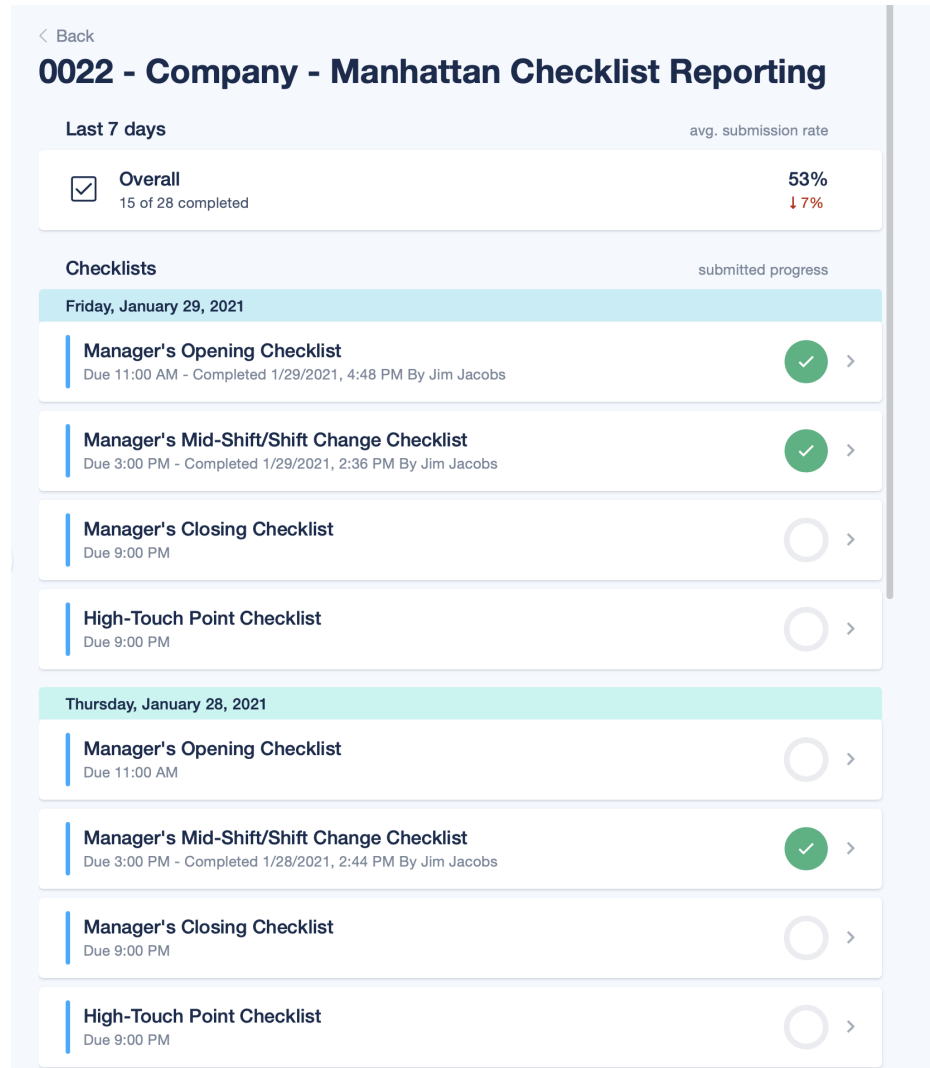 Back
0022 - Company - Manhattan Checklist Reporting
Last 7 days
avg. submission rate
Overall
53%
15 of 28 completed
↓7%
Checklists
submitted progress
Friday, January 29, 2021
Manager's Opening Checklist
Due 11:00 AM - Completed 1/29/2021, 4:48 PM By Jim Jacobs
Manager's Mid-Shift/Shift Change Checklist
Due 3:00 PM - Completed 1/29/2021, 2:36 PM By Jim Jacobs
Manager's Closing Checklist
Due 9:00 PM
High-Touch Point Checklist
Due 9:00 PM
Thursday, January 28, 2021
Manager's Opening Checklist
Due 11:00 AM
Manager's Mid-Shift/Shift Change Checklist
Due 3:00 PM - Completed 1/28/2021, 2:44 PM By Jim Jacobs
Manager's Closing Checklist
Due 9:00 PM
High-Touch Point Checklist
Due 9:00 PM